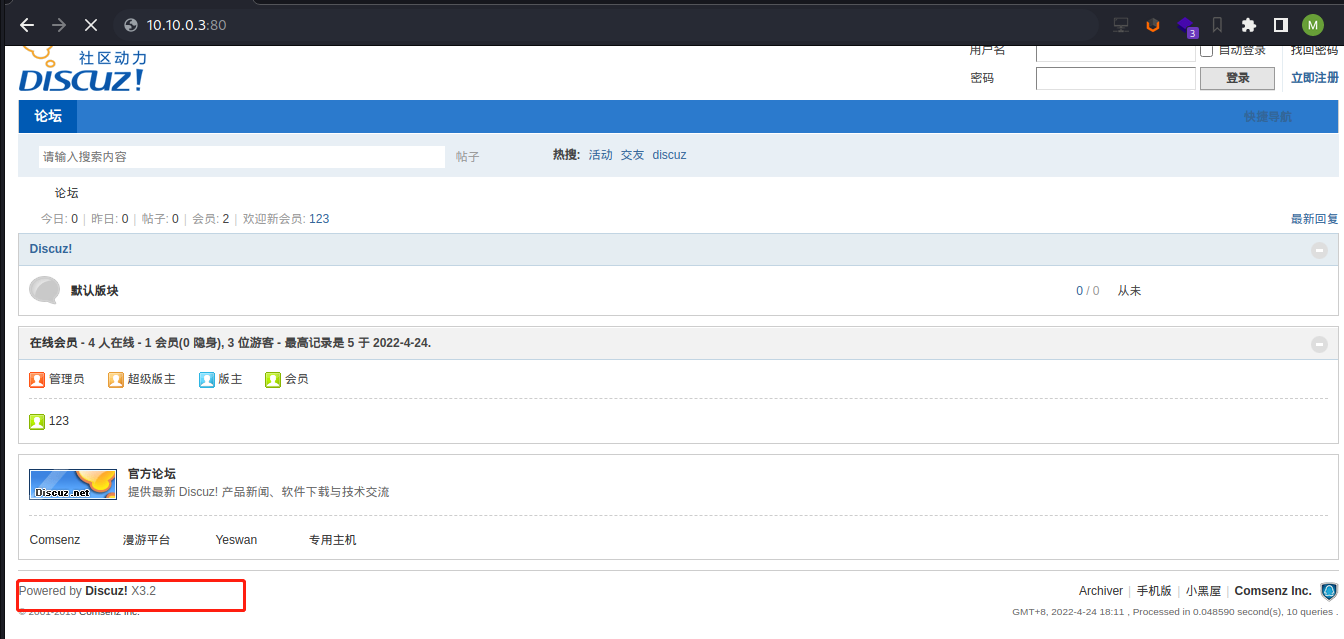 10.10.0.3:80
3
M
社区动力
DISCUZ!
用户名 自动登录 找回密码
密码 登录 立即注册
论坛 快捷导航
请输入搜索内容 帖子 热搜: 活动 交友 discuz
论坛
今日: 0 | 昨日: 0 | 帖子: 0 | 会员: 2 | 欢迎新会员: 123 最新回复
Discuz!
默认版块 0 / 0 从未
在线会员 - 4 人在线 - 1 会员(0 隐身), 3 位游客 - 最高记录是 5 于 2022-4-24.
管理员 超级版主 版主 会员
123
Discuz.net
官方论坛
提供最新 Discuz! 产品新闻、软件下载与技术交流
Comsenz 漫游平台 Yeswan 专用主机
Powered by Discuz! X3.2 Archiver | 手机版 | 小黑屋 | Comsenz Inc.
© 2001-2013 Comsenz Inc. GMT+8, 2022-4-24 18:11 , Processed in 0.048590 second(s), 10 queries .